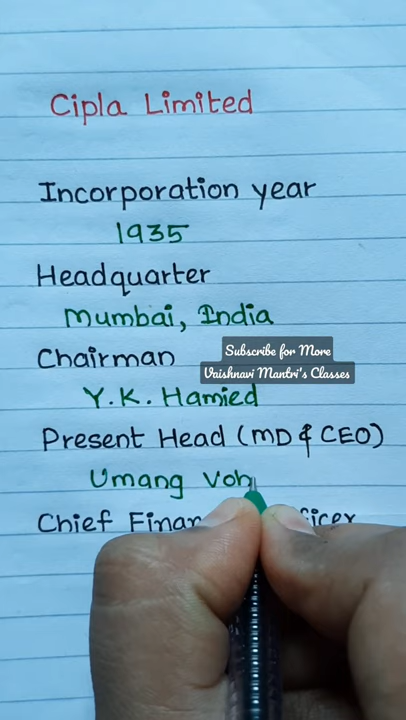 Cipla Limited
Incorporation year
1935
Headquarter
Mumbai, India
Chairman
Subscribe for More
Vaishnavi Mantri's Classes
Y.K. Hamied
Present Head (MD & CEO)
Umang Voh
Chief